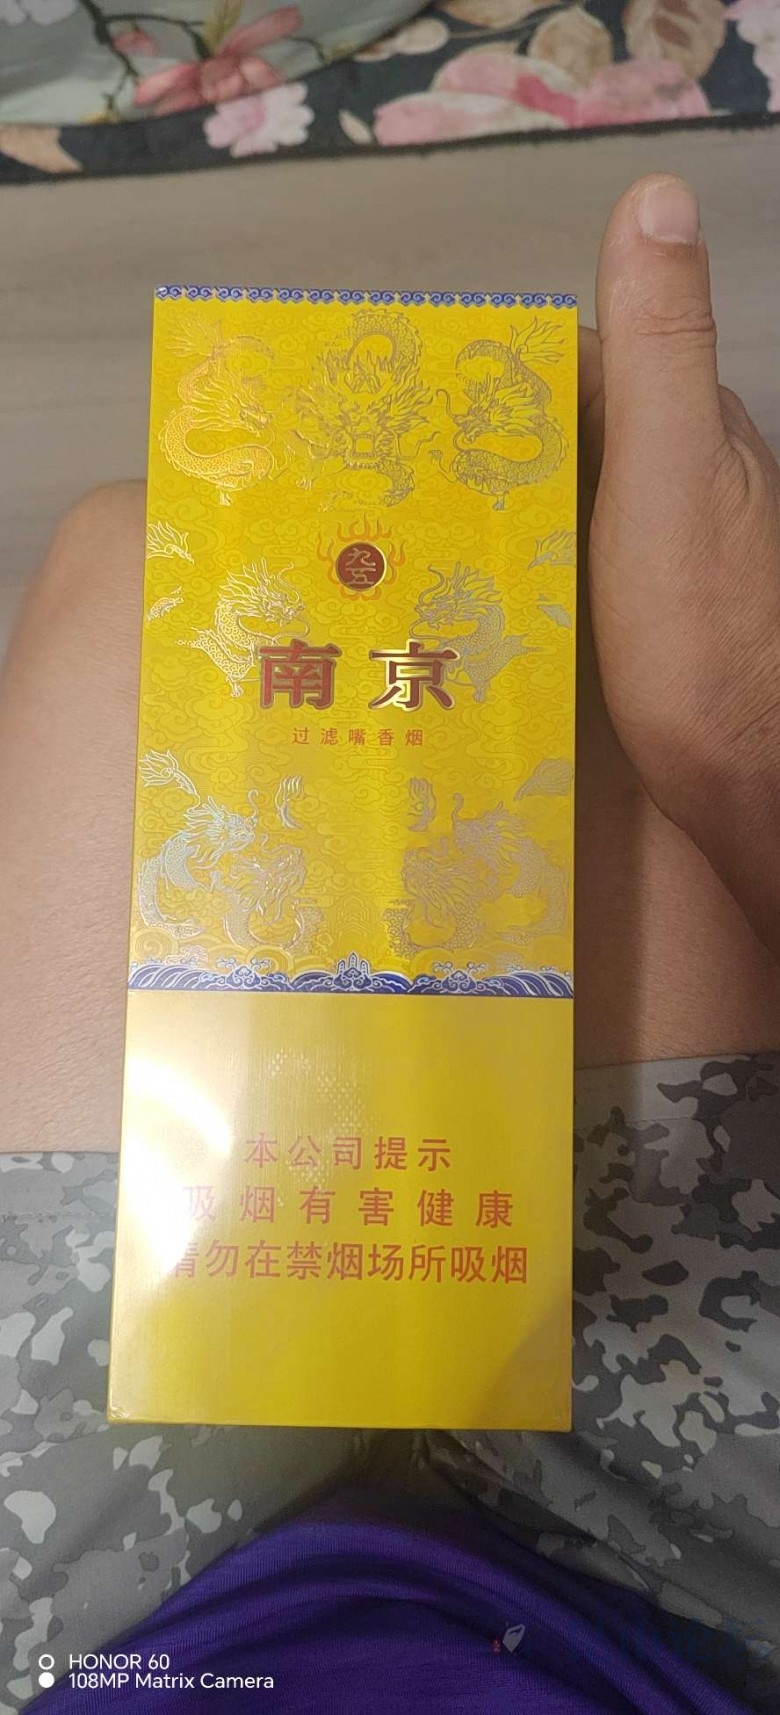 九五
南京
过滤嘴香烟
本公司提示
吸烟有害健康
请勿在禁烟场所吸烟
HONOR 60
108MP Matrix Camera